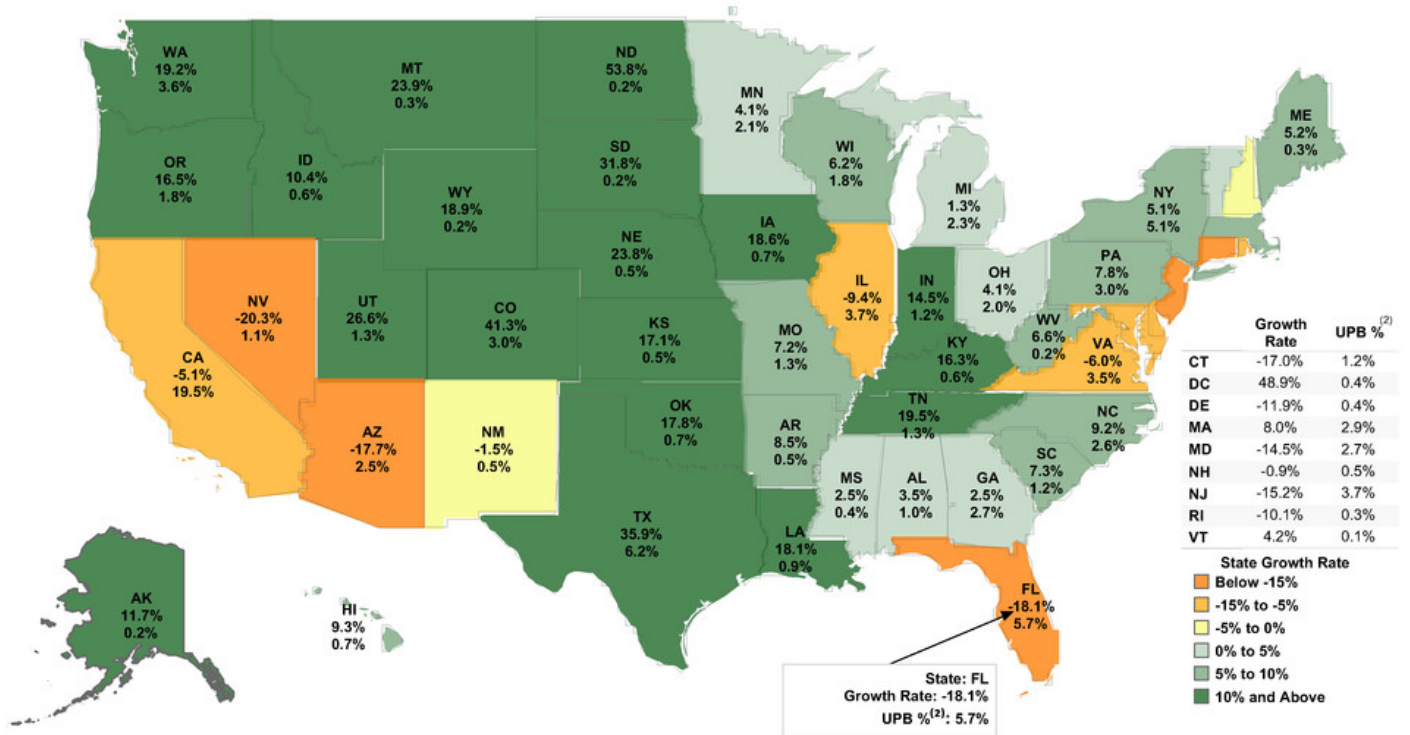 WA
19.2%
3.6%
MT
23.9%
0.3%
ND
53.8%
0.2%
MN
4.1%
2.1%
ME
5.2%
0.3%
OR
16.5%
1.8%
ID
10.4%
0.6%
WY
18.9%
0.2%
SD
31.8%
0.2%
WI
6.2%
1.8%
MI
1.3%
2.3%
NY
5.1%
5.1%
NE
23.8%
0.5%
IA
18.6%
0.7%
PA
7.8%
3.0%
NV
-20.3%
1.1%
UT
26.6%
1.3%
CO
41.3%
3.0%
KS
17.1%
0.5%
MO
7.2%
1.3%
IL
-9.4%
3.7%
IN
14.5%
1.2%
OH
4.1%
2.0%
WV
6.6%
0.2%
VA
-6.0%
3.5%
CA
-5.1%
19.5%
KY
16.3%
0.6%
AZ
-17.7%
2.5%
NM
-1.5%
0.5%
OK
17.8%
0.7%
AR
8.5%
0.5%
TN
19.5%
1.3%
NC
9.2%
2.6%
SC
7.3%
1.2%
MS
2.5%
0.4%
AL
3.5%
1.0%
GA
2.5%
2.7%
TX
35.9%
6.2%
LA
18.1%
0.9%
FL
-18.1%
5.7%
AK
11.7%
0.2%
HI
9.3%
0.7%
State: FL
Growth Rate: -18.1%
UPB %(2): 5.7%
Growth Rate UPB %(2)
CT -17.0% 1.2%
DC 48.9% 0.4%
DE -11.9% 0.4%
MA 8.0% 2.9%
MD -14.5% 2.7%
NH -0.9% 0.5%
NJ -15.2% 3.7%
RI -10.1% 0.3%
VT 4.2% 0.1%
State Growth Rate
Below -15%
-15% to -5%
-5% to 0%
0% to 5%
5% to 10%
10% and Above